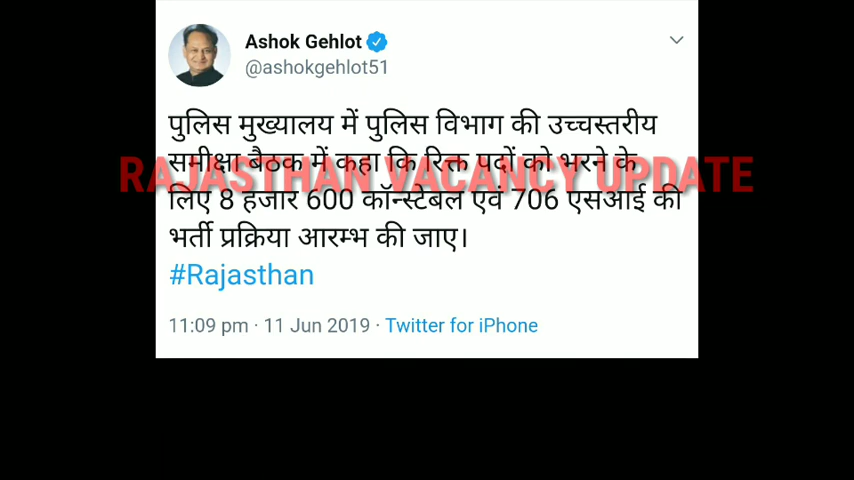 Ashok Gehlot
@ashokgehlot51
पुलिस मुख्यालय में पुलिस विभाग की उच्चस्तरीय
समीक्षा बैठक में कहा कि रिक्त पदों को भरने के
RAJASTHAN VACANCY UPDATE
लिए 8 हजार 600 कॉन्स्टेबल एवं 706 एसआई की
भर्ती प्रक्रिया आरम्भ की जाए।
#Rajasthan
11:09 pm · 11 Jun 2019 · Twitter for iPhone